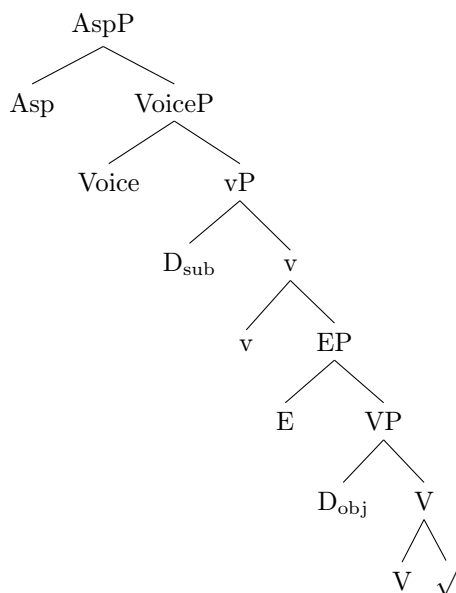 AspP
Asp VoiceP
Voice vP
D_sub v
v EP
E VP
D_obj V
V √